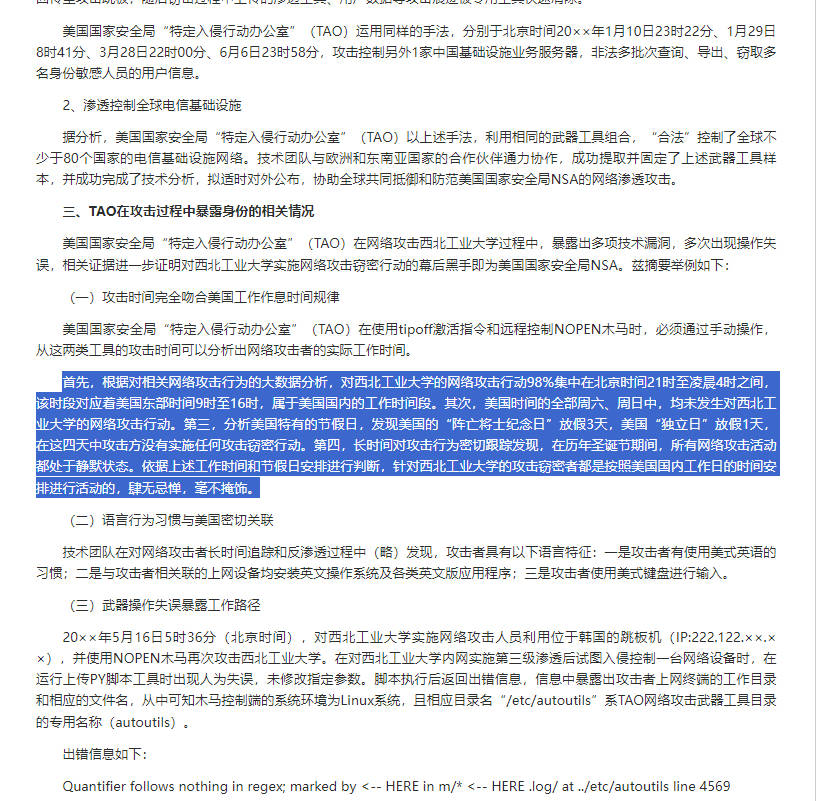 美国国家安全局“特定入侵行动办公室”（TAO）运用同样的手法，分别于北京时间20××年1月10日23时22分、1月29日
8时41分、3月28日22时00分、6月6日23时58分，攻击控制另外1家中国基础设施业务服务器，非法多批次查询、导出、窃取多
名身份敏感人员的用户信息。
2、渗透控制全球电信基础设施
据分析，美国国家安全局“特定入侵行动办公室”（TAO）以上述手法，利用相同的武器工具组合，“合法”控制了全球不
少于80个国家的电信基础设施网络。技术团队与欧洲和东南亚国家的合作伙伴通力协作，成功提取并固定了上述武器工具样
本，并成功完成了技术分析，拟适时对外公布，协助全球共同抵御和防范美国国家安全局NSA的网络渗透攻击。
三、TAO在攻击过程中暴露身份的相关情况
美国国家安全局“特定入侵行动办公室”（TAO）在网络攻击西北工业大学过程中，暴露出多项技术漏洞，多次出现操作失
误，相关证据进一步证明对西北工业大学实施网络攻击窃密行动的幕后黑手即为美国国家安全局NSA。兹摘要举例如下：
（一）攻击时间完全吻合美国工作作息时间规律
美国国家安全局“特定入侵行动办公室”（TAO）在使用tipoff激活指令和远程控制NOPEN木马时，必须通过手动操作，
从这两类工具的攻击时间可以分析出网络攻击者的实际工作时间。
首先，根据对相关网络攻击行为的大数据分析，对西北工业大学的网络攻击行动98%集中在北京时间21时至凌晨4时之间，
该时段对应着美国东部时间9时至16时，属于美国国内的工作时间段。其次，美国时间的全部周六、周日中，均未发生对西北工
业大学的网络攻击行动。第三，分析美国特有的节假日，发现美国的“阵亡将士纪念日”放假3天，美国“独立日”放假1天，
在这四天中攻击方没有实施任何攻击窃密行动。第四，长时间对攻击行为密切跟踪发现，在历年圣诞节期间，所有网络攻击活动
都处于静默状态。依据上述工作时间和节假日安排进行判断，针对西北工业大学的攻击窃密者都是按照美国国内工作日的时间安
排进行活动的，肆无忌惮，毫不掩饰。
（二）语言行为习惯与美国密切关联
技术团队在对网络攻击者长时间追踪和反渗透过程中（略）发现，攻击者具有以下语言特征：一是攻击者有使用美式英语的
习惯；二是与攻击者相关联的上网设备均安装英文操作系统及各类英文版应用程序；三是攻击者使用美式键盘进行输入。
（三）武器操作失误暴露工作路径
20××年5月16日5时36分（北京时间），对西北工业大学实施网络攻击人员利用位于韩国的跳板机（IP:222.122.××.×
×），并使用NOPEN木马再次攻击西北工业大学。在对西北工业大学内网实施第三级渗透后试图入侵控制一台网络设备时，在
运行上传PY脚本工具时出现人为失误，未修改指定参数。脚本执行后返回出错信息，信息中暴露出攻击者上网终端的工作目录
和相应的文件名，从中可知木马控制端的系统环境为Linux系统，且相应目录名“/etc/autoutils”系TAO网络攻击武器工具目录
的专用名称（autoutils）。
出错信息如下：
Quantifier follows nothing in regex; marked by <-- HERE in m/* <-- HERE .log/ at ../etc/autoutils line 4569